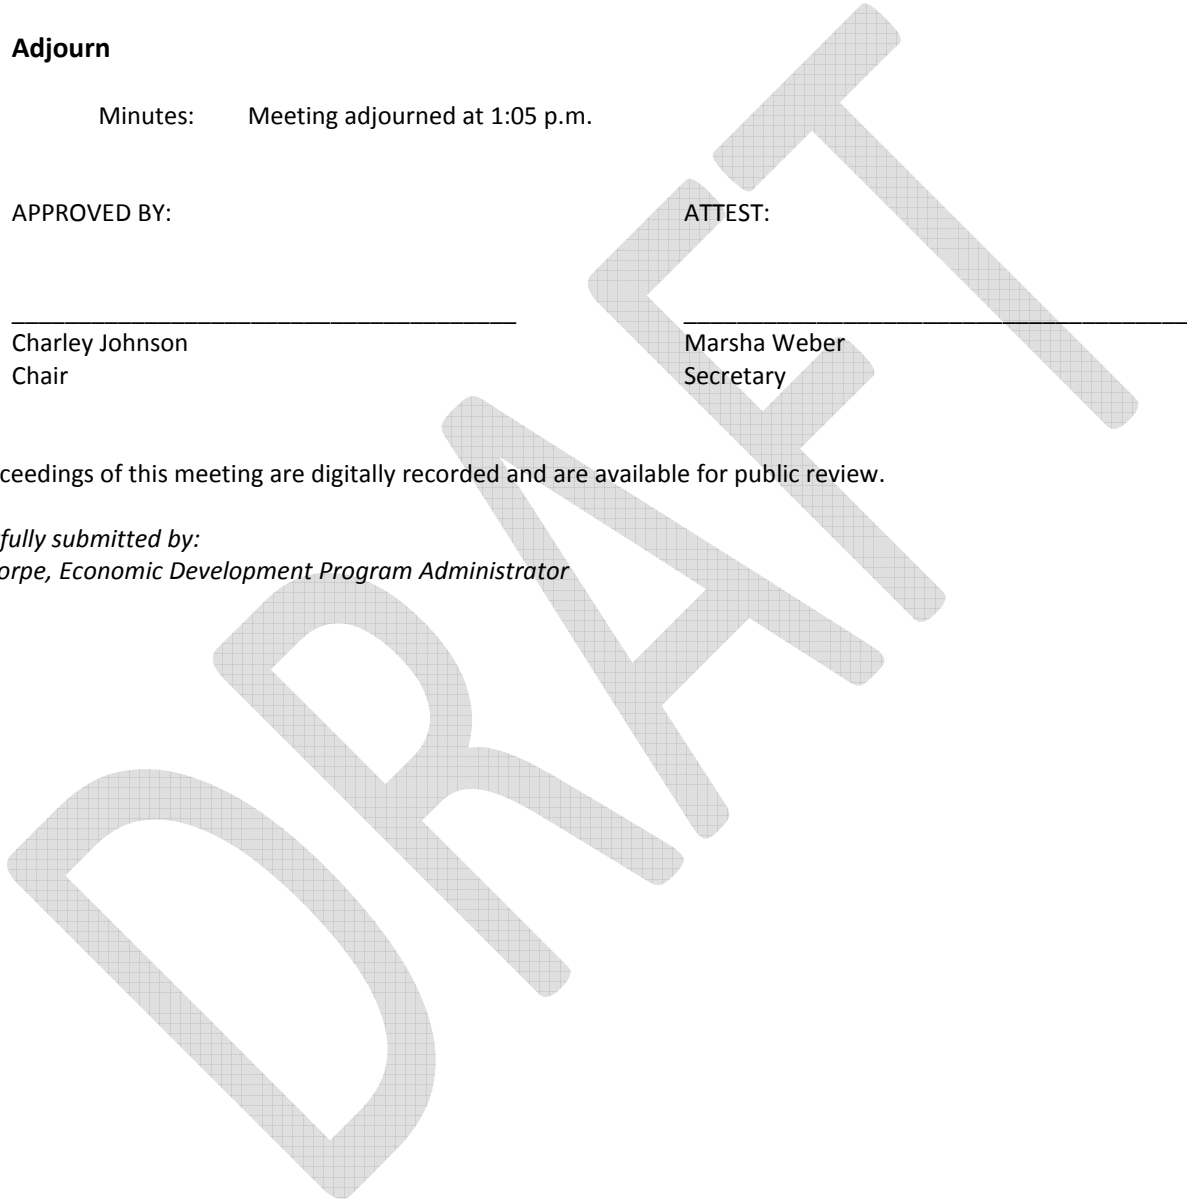 Adjourn
Minutes: Meeting adjourned at 1:05 p.m.
APPROVED BY: ATTEST:
Charley Johnson Marsha Weber
Chair Secretary
ceedings of this meeting are digitally recorded and are available for public review.
fully submitted by:
orpe, Economic Development Program Administrator
DRAFT